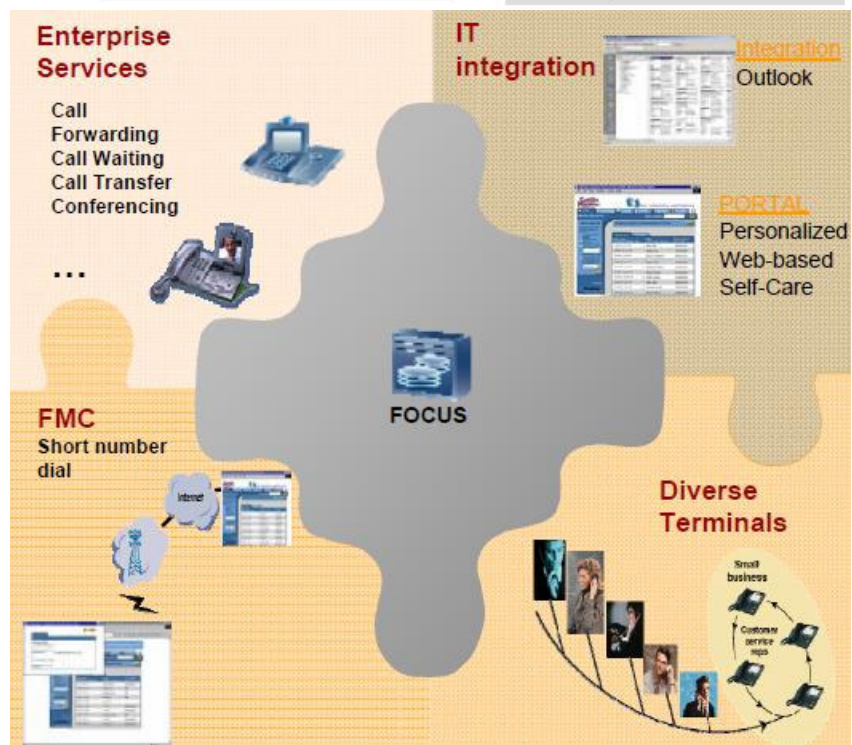 Enterprise
Services
Call
Forwarding
Call Waiting
Call Transfer
Conferencing
...
IT
integration
Integration
Outlook
PORTAL
Personalized
Web-based
Self-Care
FOCUS
FMC
Short number
dial
Internet
Diverse
Terminals
Small
business
Customer
service
reps